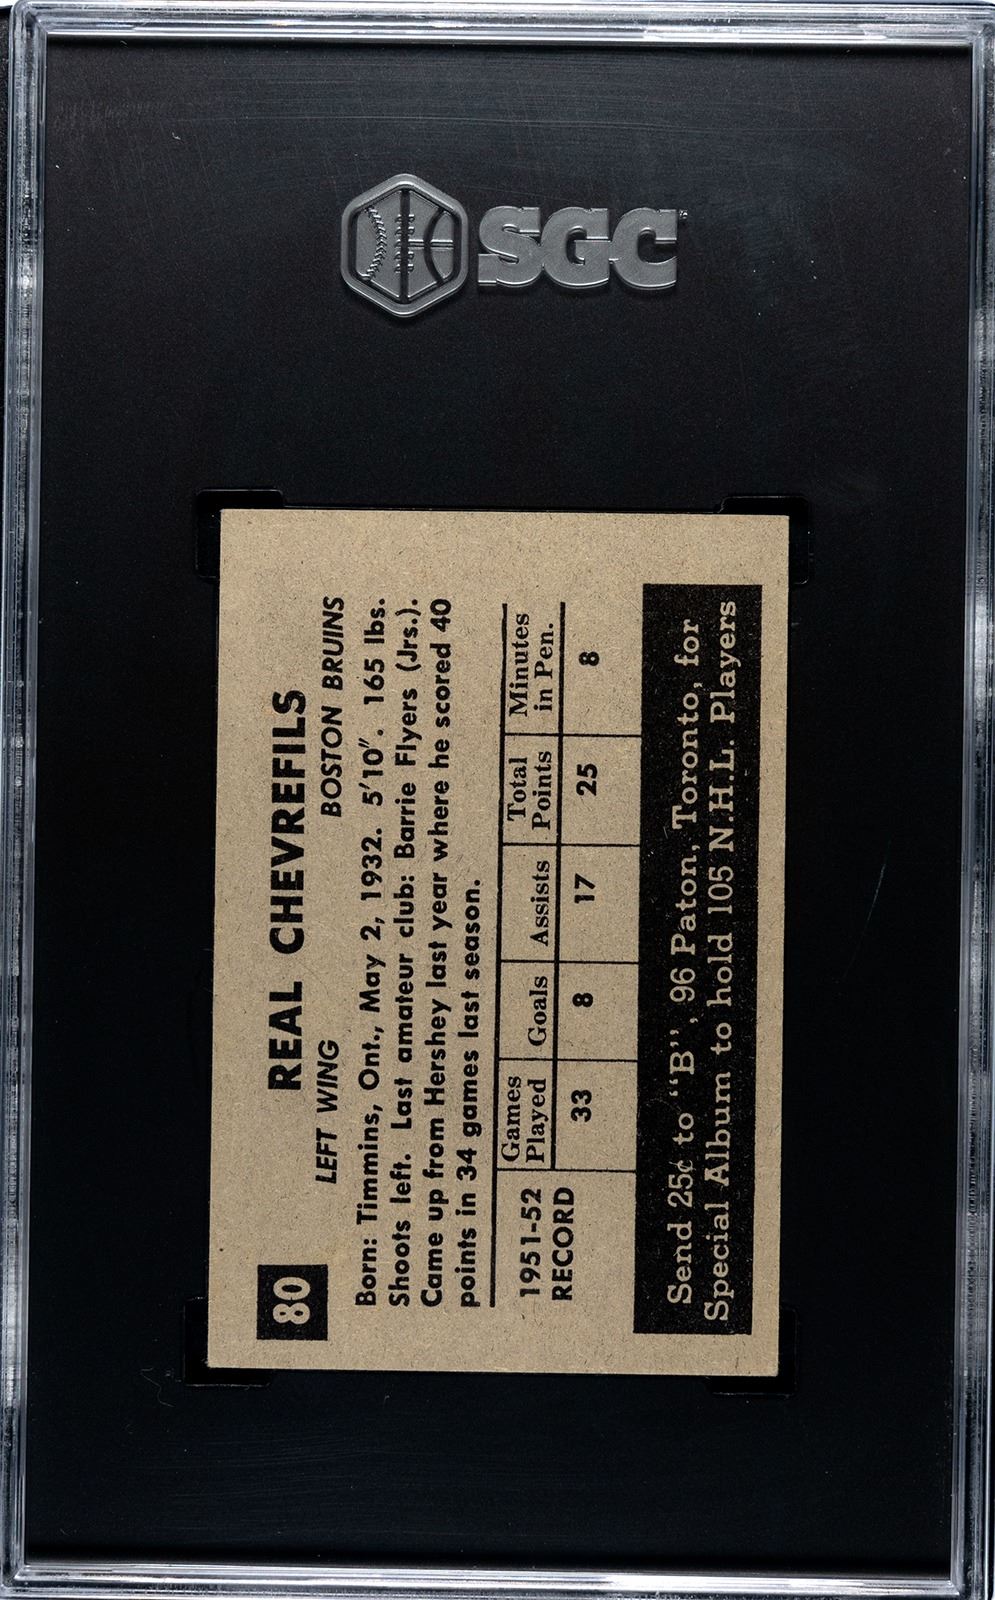 SGC
80
REAL CHEVREFILS
LEFT WING BOSTON BRUINS
Born: Timmins, Ont., May 2, 1932. 5'10". 165 lbs.
Shoots left. Last amateur club: Barrie Flyers (Jrs.).
Came up from Hershey last year where he scored 40
points in 34 games last season.
1951-52 RECORD
Games Played Goals Assists Total Points Minutes in Pen.
33 8 17 25 8
Send 25¢ to "B", 96 Paton, Toronto, for
Special Album to hold 105 N.H.L. Players